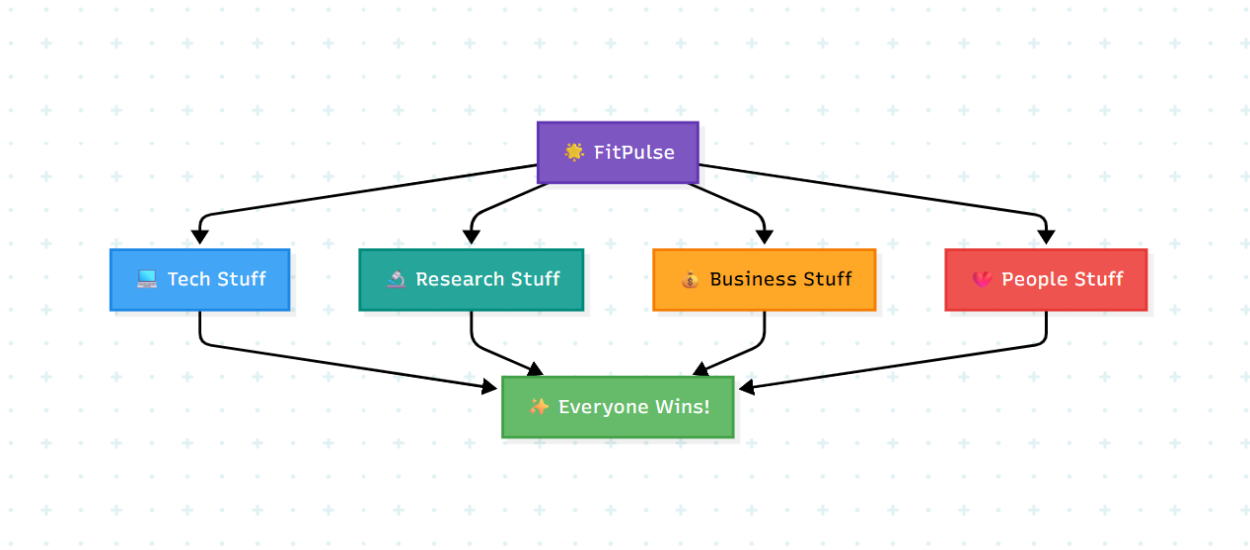 FitPulse
Tech Stuff
Research Stuff
Business Stuff
People Stuff
Everyone Wins!